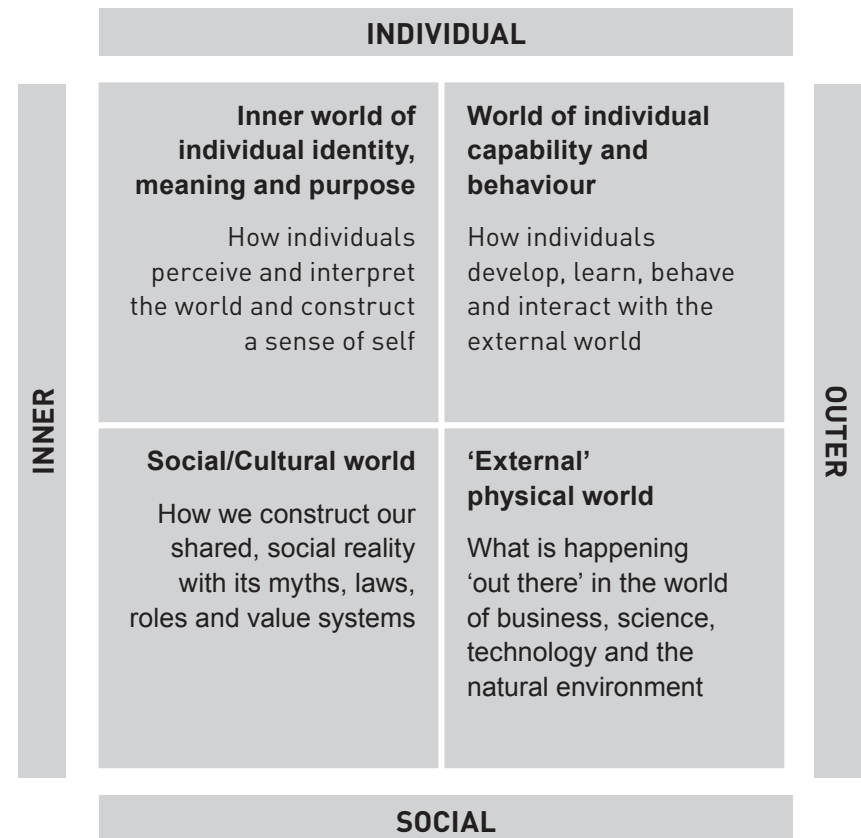 INDIVIDUAL
INNER
Inner world of
individual identity,
meaning and purpose
How individuals
perceive and interpret
the world and construct
a sense of self
World of individual
capability and
behaviour
How individuals
develop, learn, behave
and interact with the
external world
Social/Cultural world
How we construct our
shared, social reality
with its myths, laws,
roles and value systems
‘External’
physical world
What is happening
‘out there’ in the world
of business, science,
technology and the
natural environment
OUTER
SOCIAL